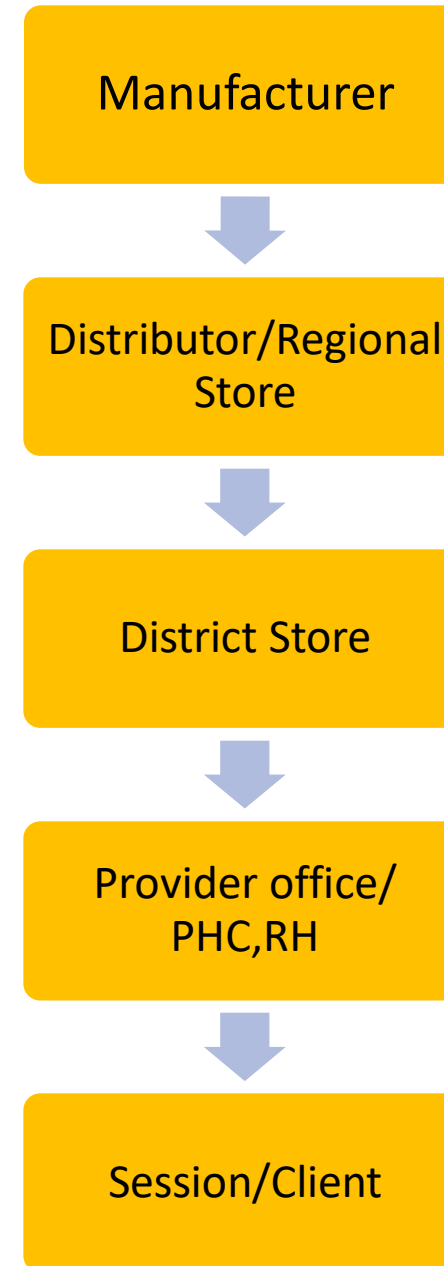 Manufacturer
Distributor/Regional
Store
District Store
Provider office/
PHC,RH
Session/Client